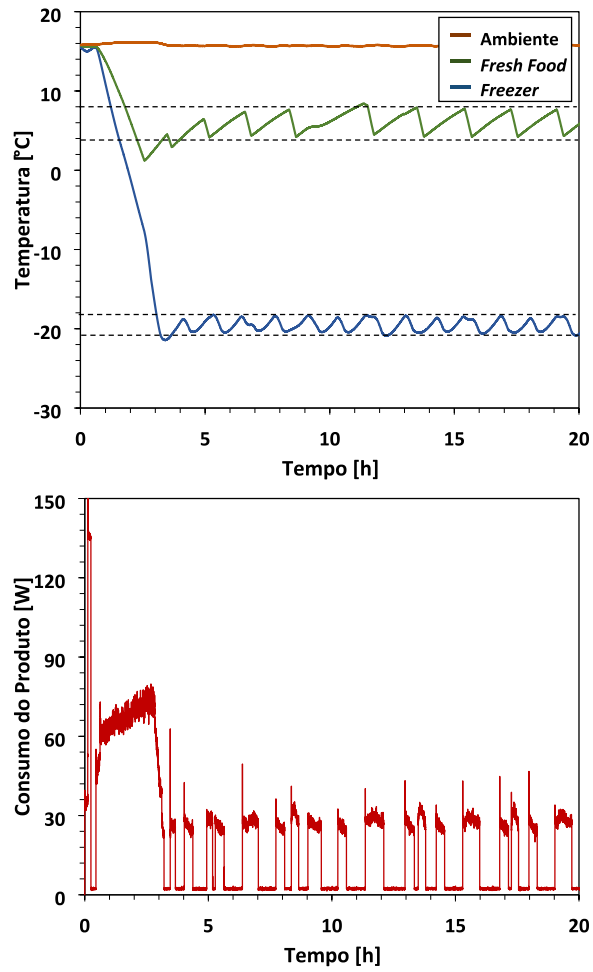 20
10
0
-10
-20
-30
Temperatura [°C]
Ambiente
Fresh Food
Freezer
0 5 10 15 20
Tempo [h]
150
120
90
60
30
0
Consumo do Produto [W]
0 5 10 15 20
Tempo [h]